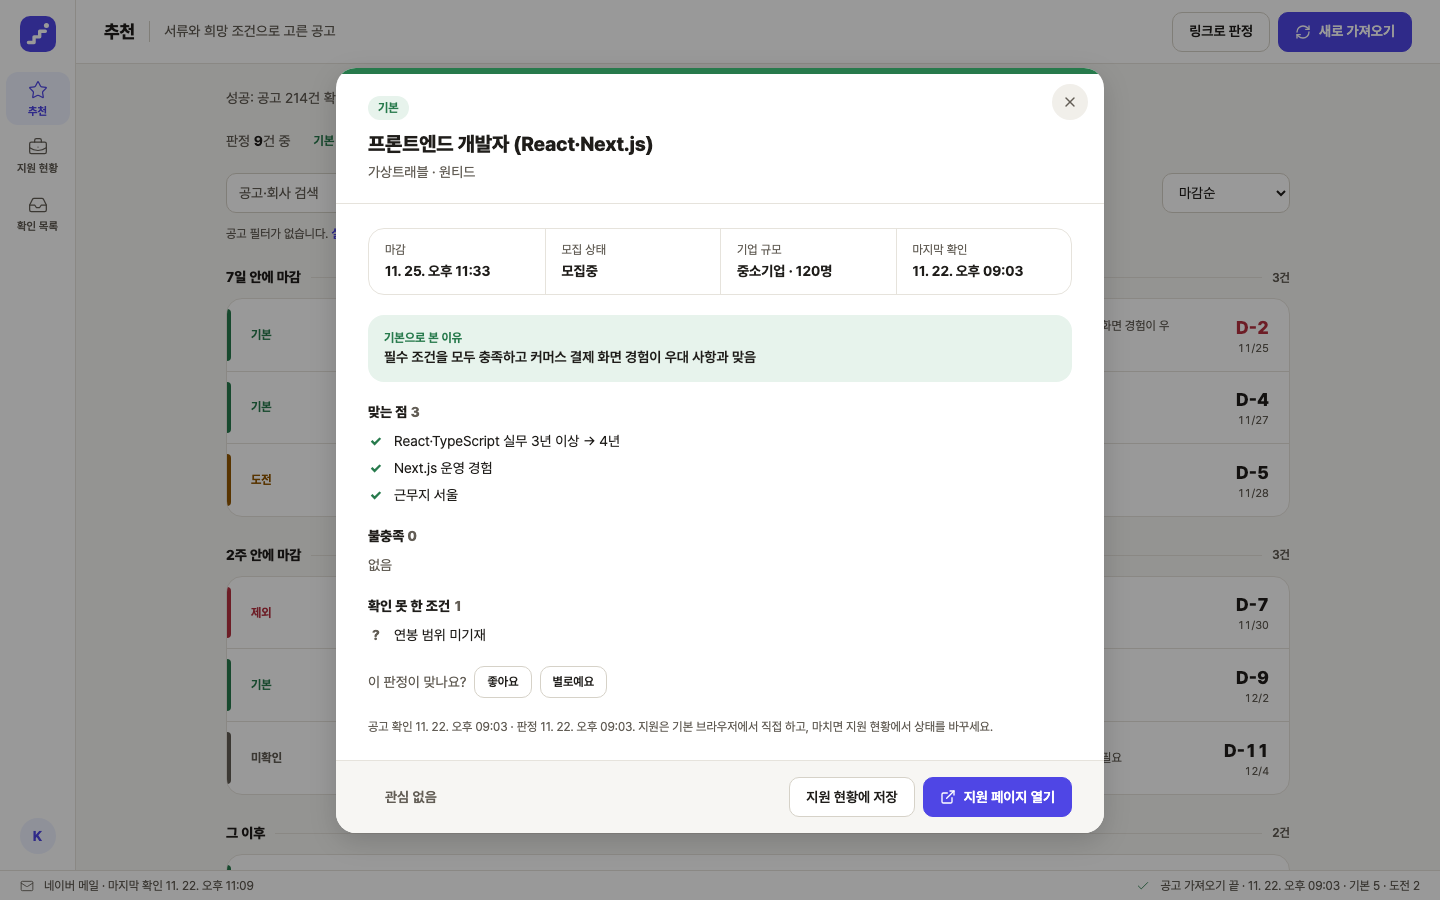 추천
서류와 희망 조건으로 고른 공고
링크로 판정
새로 가져오기
추천
지원 현황
확인 목록
K
성공: 공고 214건 확
판정 9건 중 기본
공고·회사 검색
마감순
공고 필터가 없습니다.
7일 안에 마감
3건
기본
화면 경험이 우
D-2
11/25
기본
D-4
11/27
도전
D-5
11/28
2주 안에 마감
3건
제외
D-7
11/30
기본
D-9
12/2
미확인
필요
D-11
12/4
그 이후
2건
기본
프론트엔드 개발자 (React·Next.js)
가상트래블 · 원티드
마감
11. 25. 오후 11:33
모집 상태
모집중
기업 규모
중소기업 · 120명
마지막 확인
11. 22. 오후 09:03
기본으로 본 이유
필수 조건을 모두 충족하고 커머스 결제 화면 경험이 우대 사항과 맞음
맞는 점 3
React·TypeScript 실무 3년 이상 → 4년
Next.js 운영 경험
근무지 서울
불충족 0
없음
확인 못 한 조건 1
? 연봉 범위 미기재
이 판정이 맞나요?
좋아요
별로예요
공고 확인 11. 22. 오후 09:03 · 판정 11. 22. 오후 09:03. 지원은 기본 브라우저에서 직접 하고, 마치면 지원 현황에서 상태를 바꾸세요.
관심 없음
지원 현황에 저장
지원 페이지 열기
네이버 메일 · 마지막 확인 11. 22. 오후 11:09
공고 가져오기 끝 · 11. 22. 오후 09:03 · 기본 5 · 도전 2